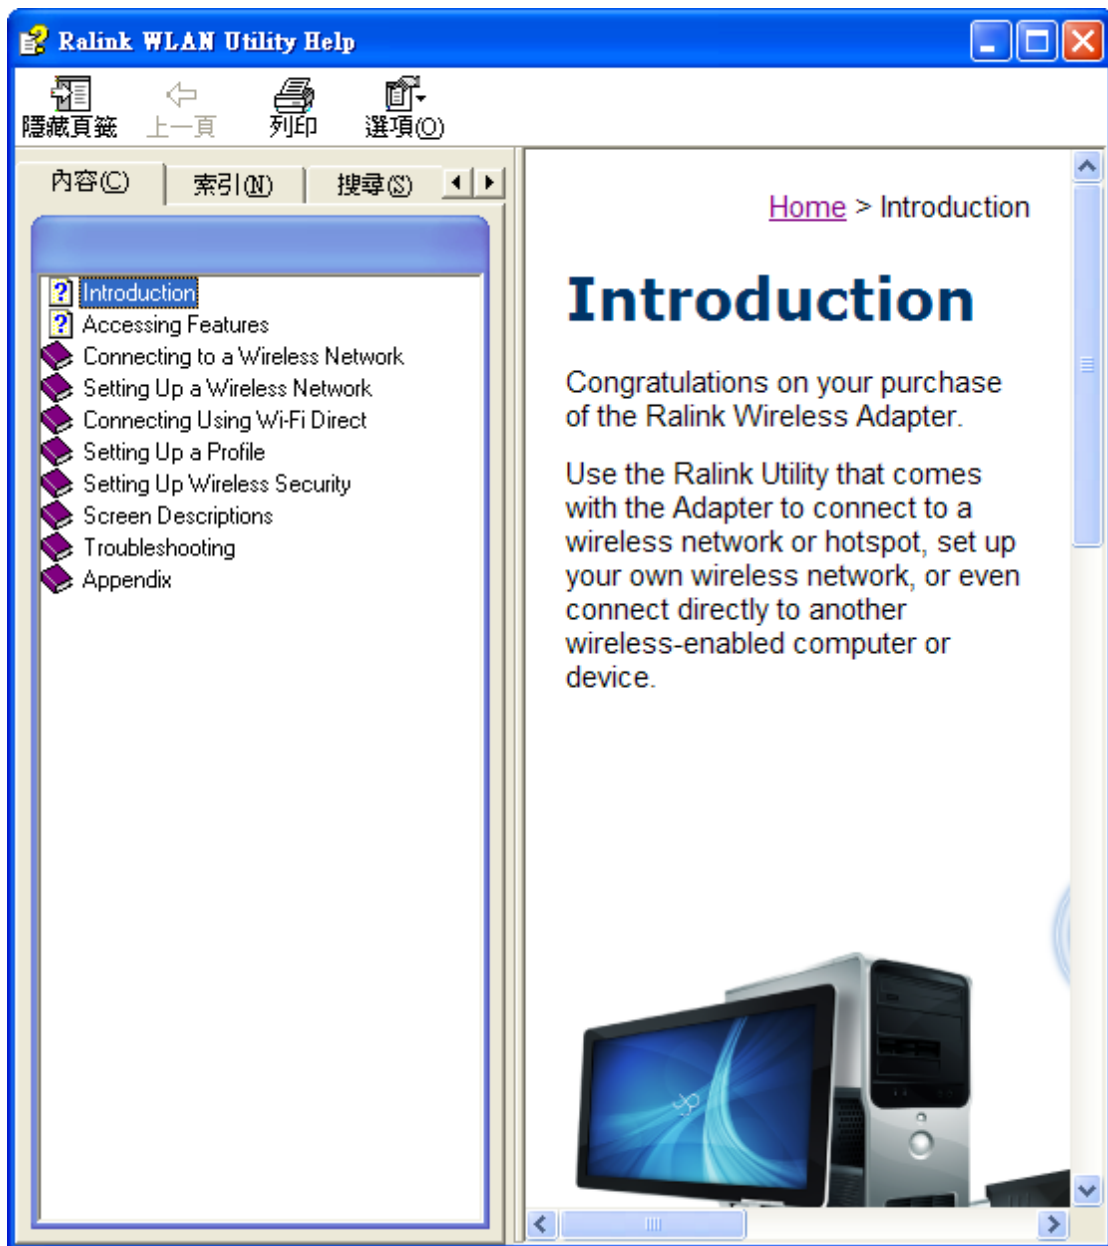 Ralink WLAN Utility Help
隱藏頁籤 上一頁 列印 選項(O)
內容(C) 索引(N) 搜尋(S)
Introduction
Accessing Features
Connecting to a Wireless Network
Setting Up a Wireless Network
Connecting Using Wi-Fi Direct
Setting Up a Profile
Setting Up Wireless Security
Screen Descriptions
Troubleshooting
Appendix
Home > Introduction
Introduction
Congratulations on your purchase
of the Ralink Wireless Adapter.
Use the Ralink Utility that comes
with the Adapter to connect to a
wireless network or hotspot, set up
your own wireless network, or even
connect directly to another
wireless-enabled computer or
device.